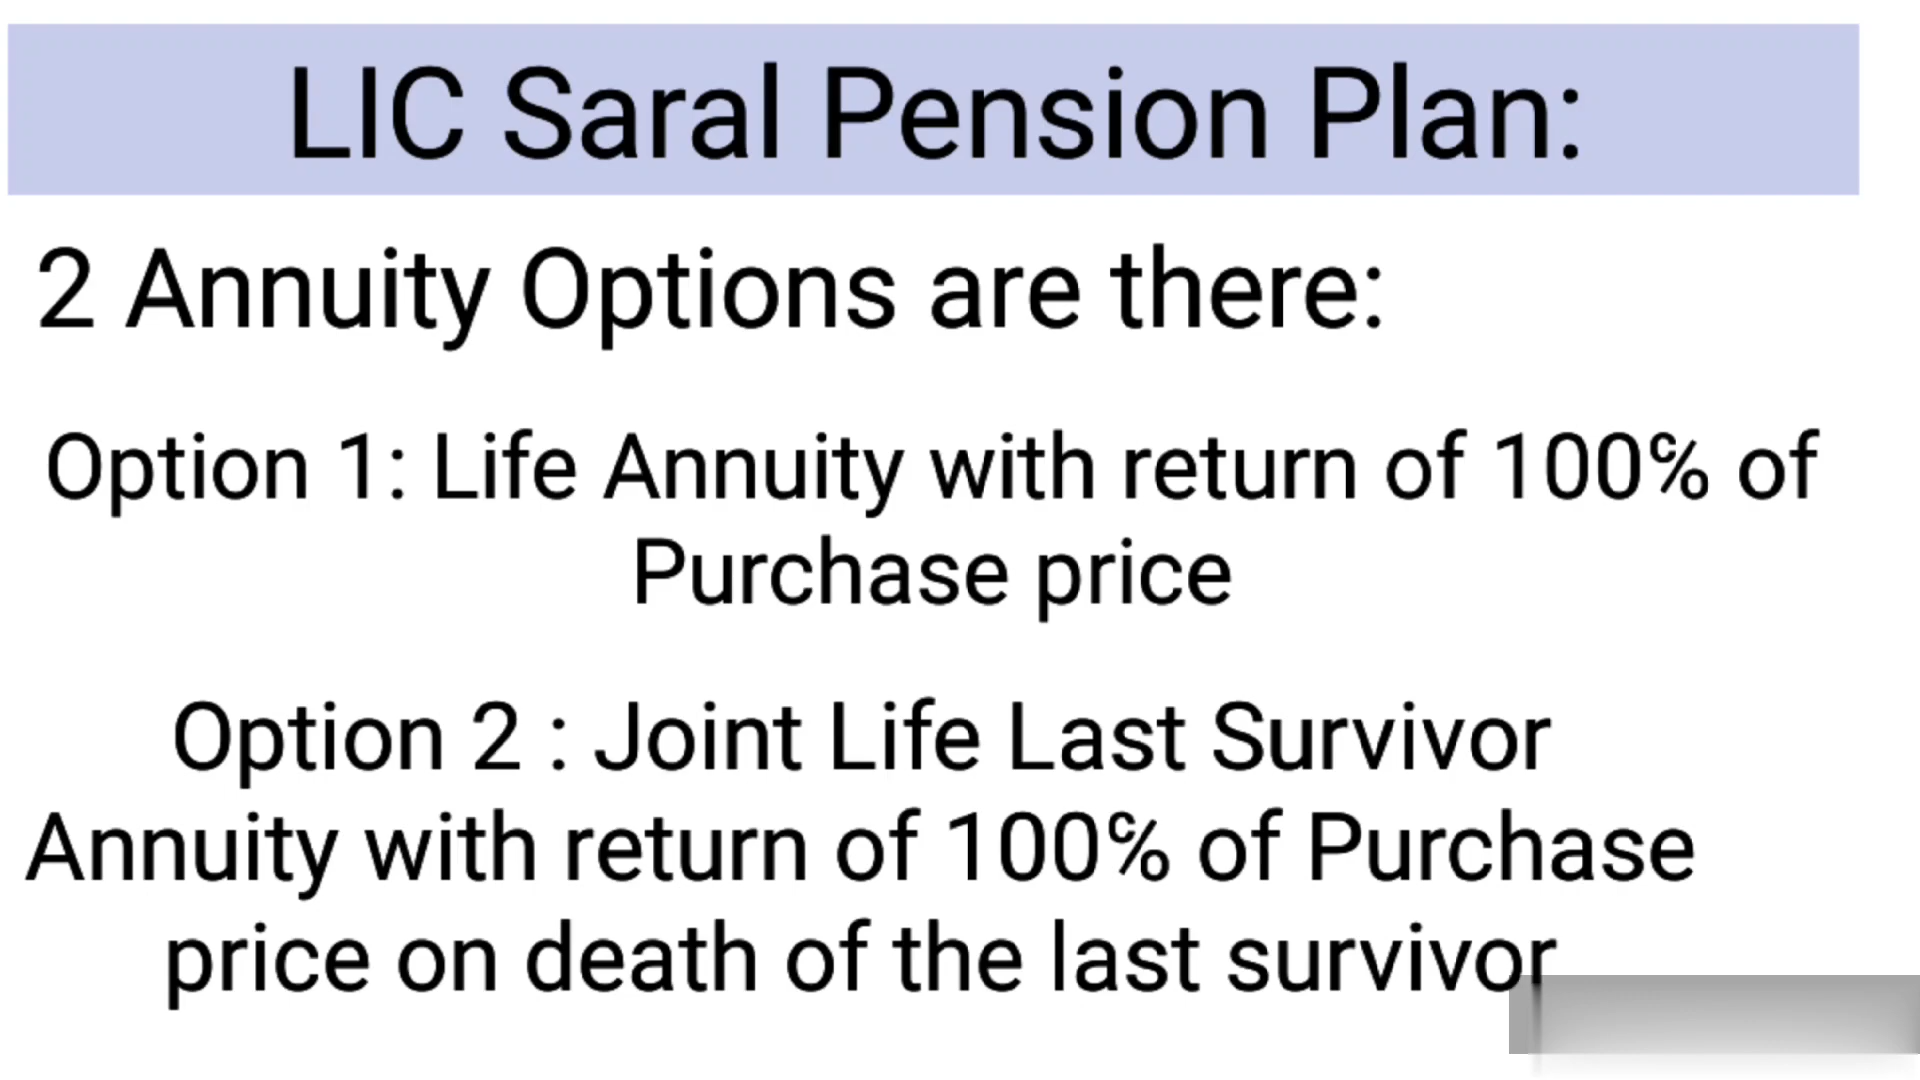 LIC Saral Pension Plan:
2 Annuity Options are there:
Option 1: Life Annuity with return of 100% of
Purchase price
Option 2 : Joint Life Last Survivor
Annuity with return of 100% of Purchase
price on death of the last survivor